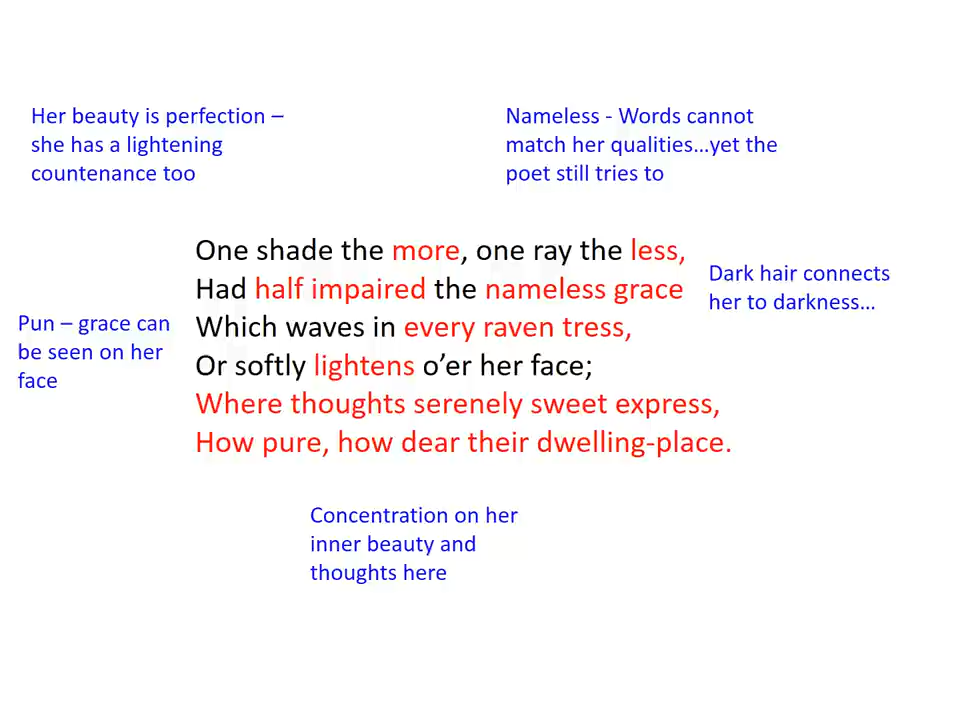 Her beauty is perfection –
she has a lightening
countenance too
Nameless - Words cannot
match her qualities…yet the
poet still tries to
One shade the more, one ray the less,
Had half impaired the nameless grace
Which waves in every raven tress,
Or softly lightens o’er her face;
Where thoughts serenely sweet express,
How pure, how dear their dwelling-place.
Dark hair connects
her to darkness…
Pun – grace can
be seen on her
face
Concentration on her
inner beauty and
thoughts here